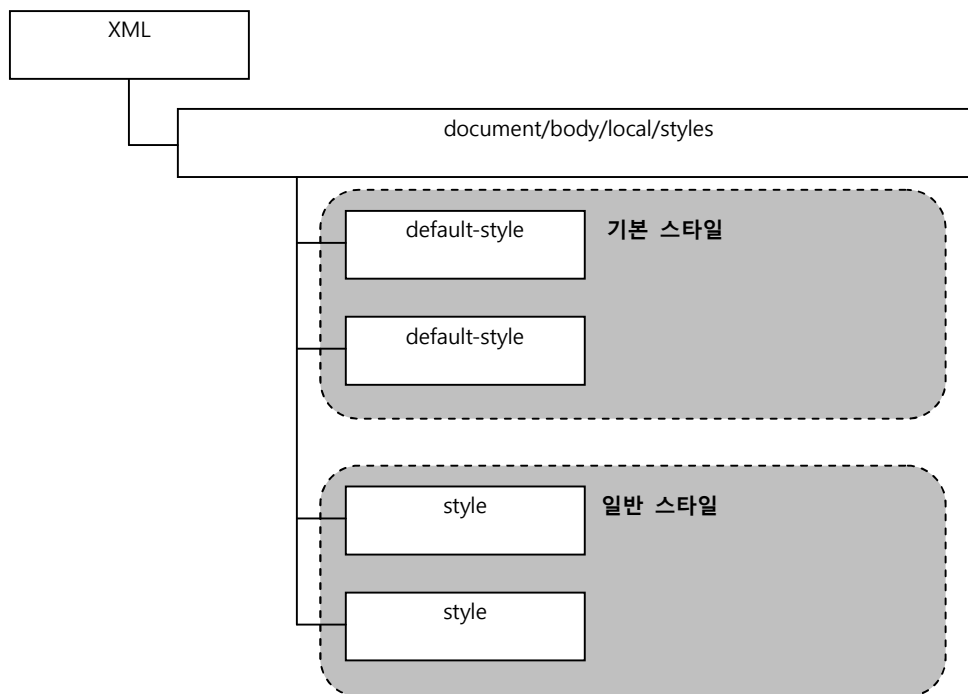 XML
document/body/local/styles
default-style
기본 스타일
default-style
style
일반 스타일
style